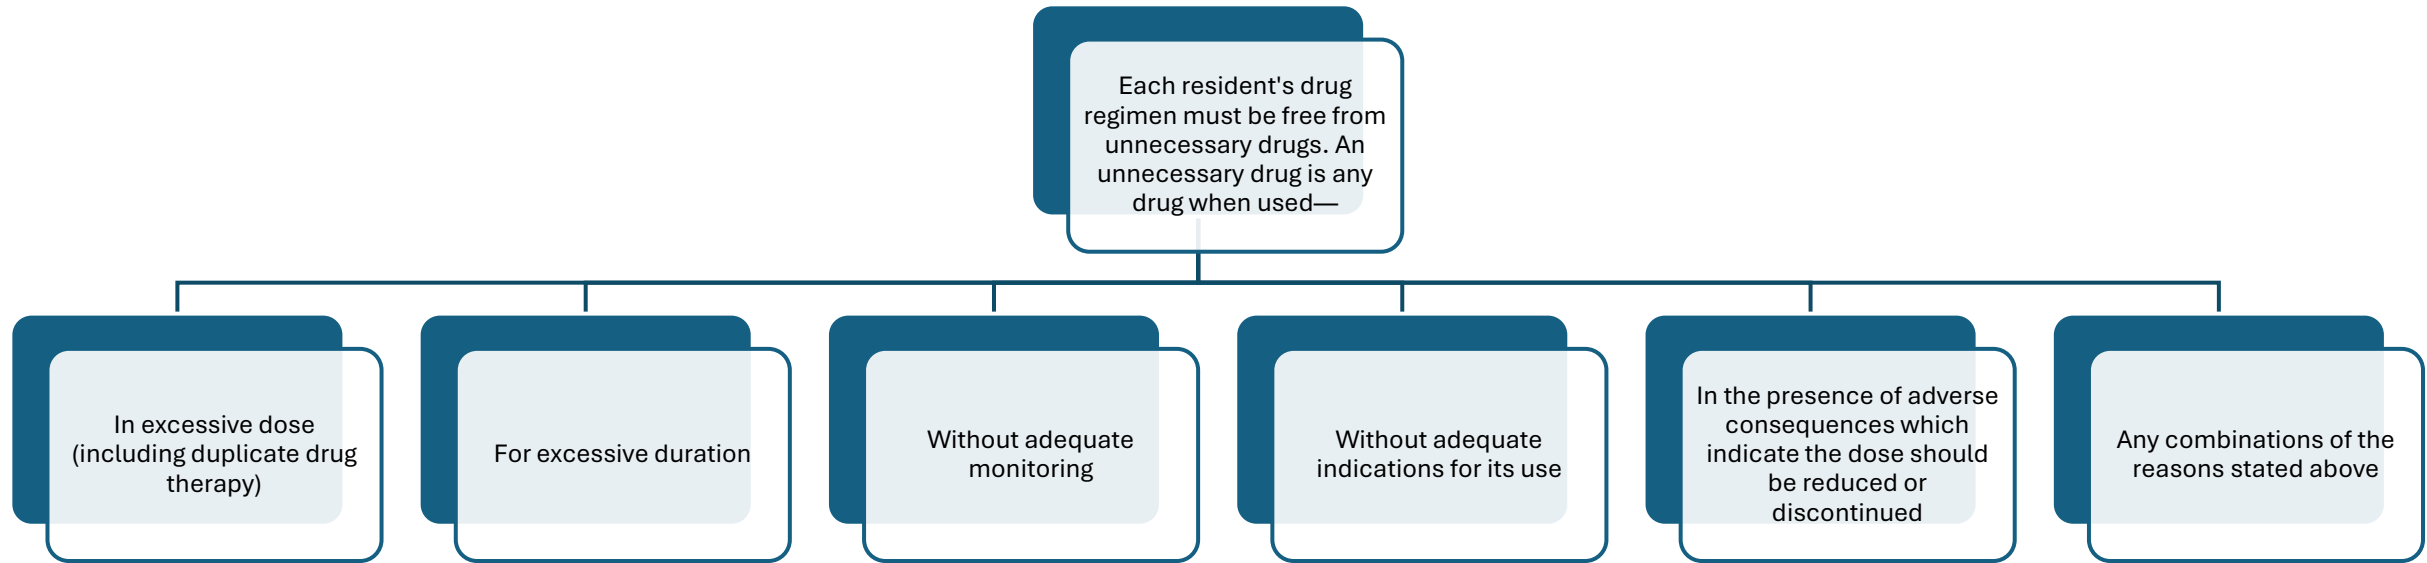 Each resident's drug
regimen must be free from
unnecessary drugs. An
unnecessary drug is any
drug when used—
In excessive dose
(including duplicate drug
therapy)
For excessive duration
Without adequate
monitoring
Without adequate
indications for its use
In the presence of adverse
consequences which
indicate the dose should
be reduced or
discontinued
Any combinations of the
reasons stated above